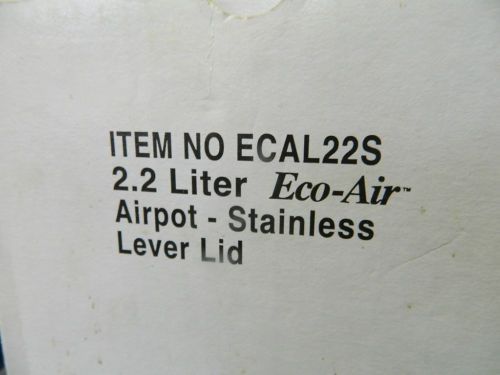 ITEM NO ECAL22S
2.2 Liter Eco-Air™
Airpot - Stainless
Lever Lid